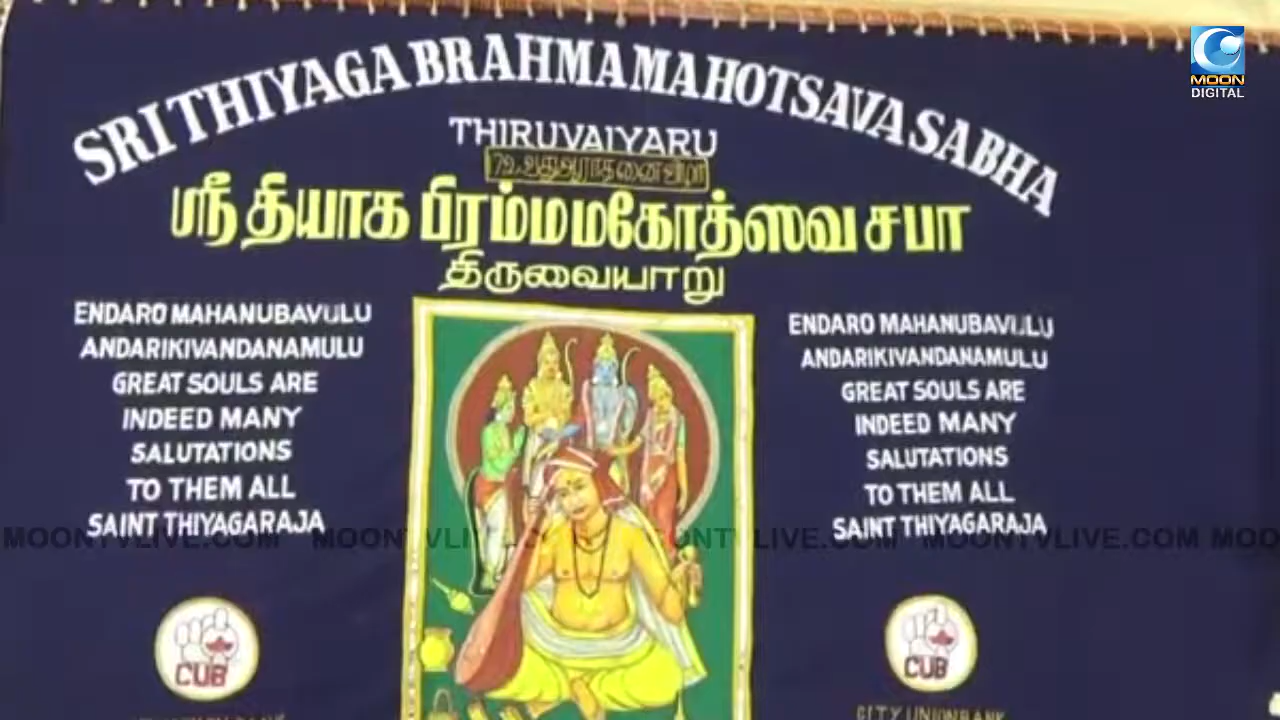 MOON
DIGITAL
SRI THIYAGA BRAHMA MAHOTSAVA SABHA
THIRUVAIYARU
ஸ்ரீ தியாக பிரம்மமகோத்ஸவ சபா
திருவையாறு
ENDARO MAHANUBAVULU
ANDARIKIVANDANAMULU
GREAT SOULS ARE
INDEED MANY
SALUTATIONS
TO THEM ALL
SAINT THIYAGARAJA
CUB
ENDARO MAHANUBAVULU
ANDARIKIVANDANAMULU
GREAT SOULS ARE
INDEED MANY
SALUTATIONS
TO THEM ALL
SAINT THIYAGARAJA
CUB
CITY UNION BANK
MOONTVLIVE.COM MOONTVLIVE.COM MOONTVLIVE.COM